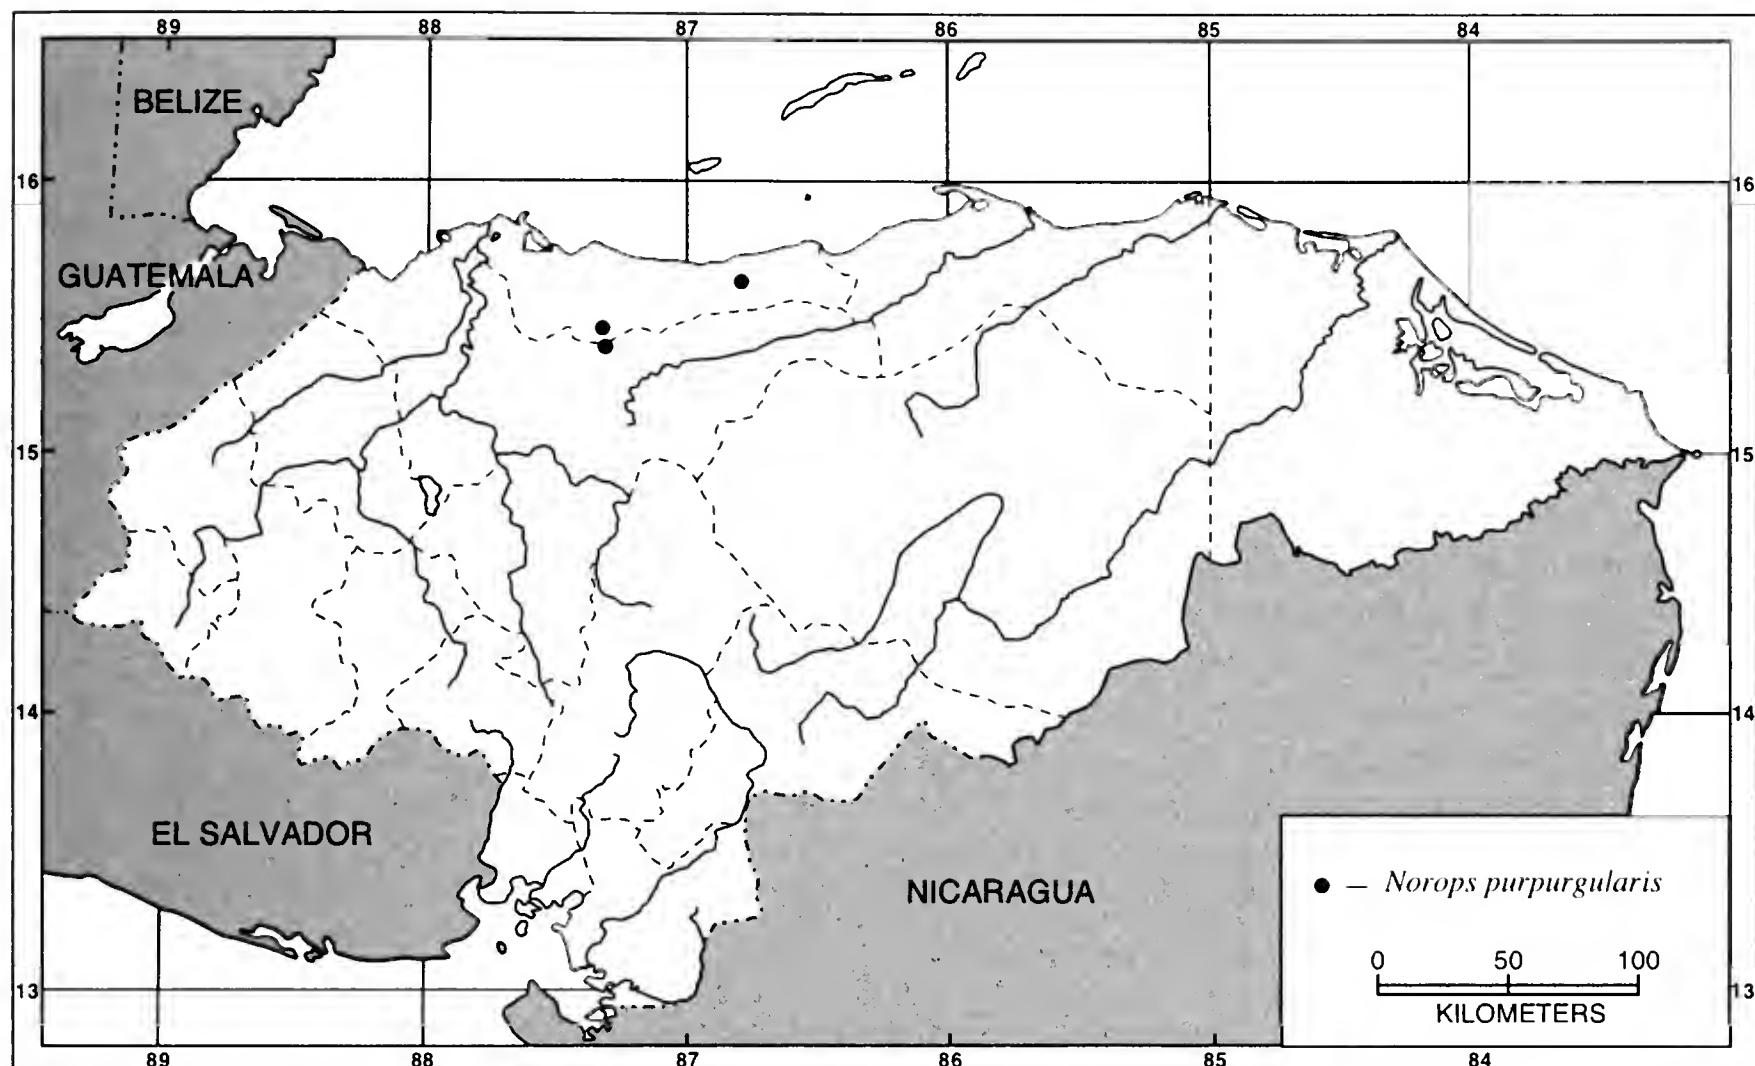 89 88 87 86 85 84
BELIZE
16 16
GUATEMALA
15 15
14 14
EL SALVADOR
NICARAGUA
● — Norops purpurgularis
0 50 100
KILOMETERS
13 13
89 88 87 86 85 84